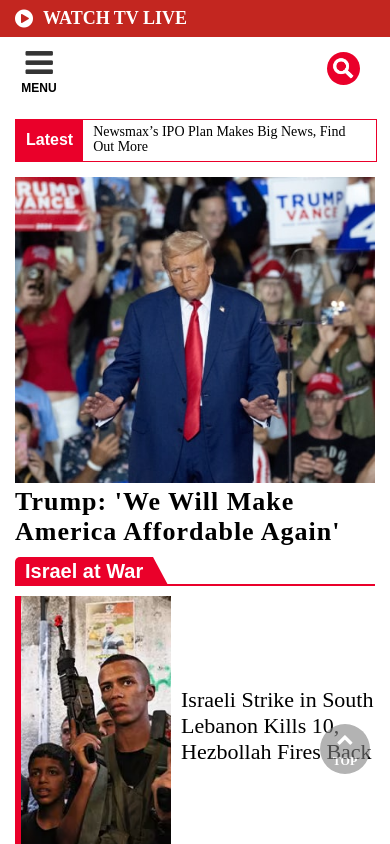 WATCH TV LIVE
MENU
Latest
Newsmax’s IPO Plan Makes Big News, Find
Out More
TRUMP
VANCE
TRUMP
VANCE
Trump: 'We Will Make
America Affordable Again'
Israel at War
Israeli Strike in South
Lebanon Kills 10,
Hezbollah Fires Back
TOP